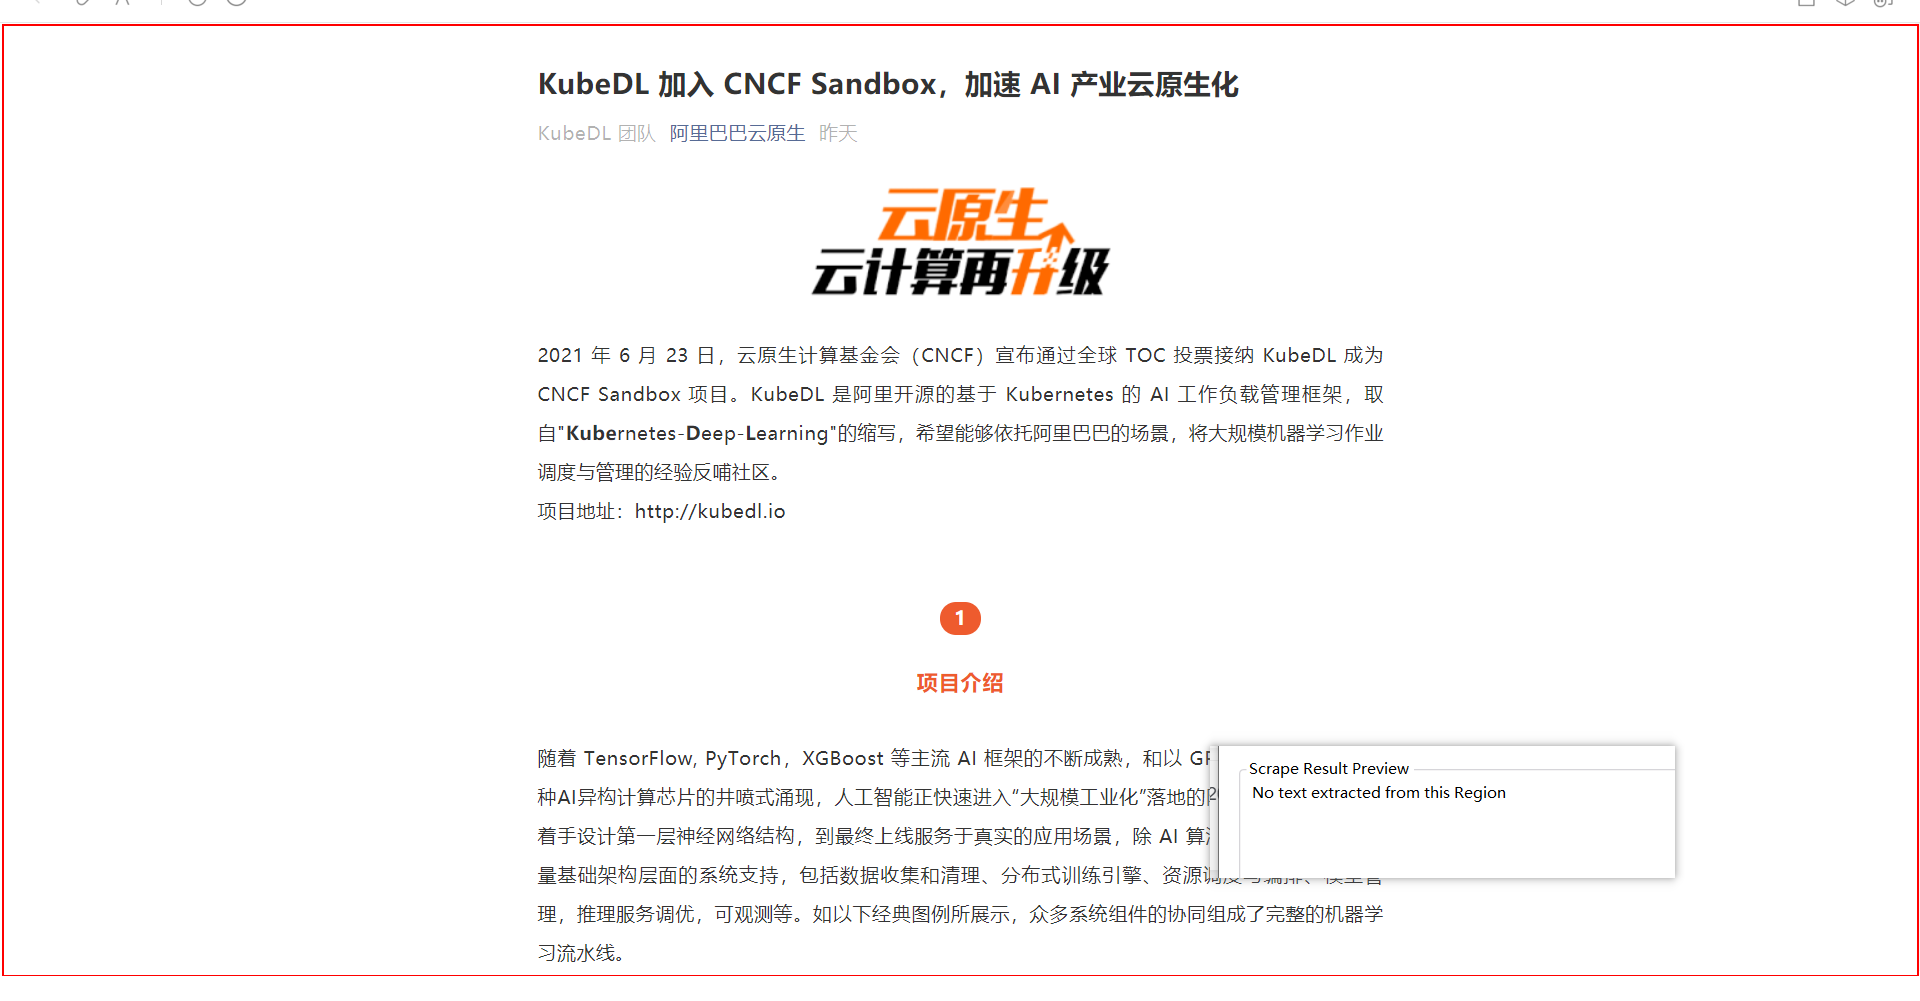 KubeDL 加入 CNCF Sandbox，加速 AI 产业云原生化
KubeDL 团队 阿里巴巴云原生 昨天
云原生
云计算再升级
2021 年 6 月 23 日，云原生计算基金会（CNCF）宣布通过全球 TOC 投票接纳 KubeDL 成为
CNCF Sandbox 项目。KubeDL 是阿里开源的基于 Kubernetes 的 AI 工作负载管理框架，取
自"Kubernetes-Deep-Learning"的缩写，希望能够依托阿里巴巴的场景，将大规模机器学习作业
调度与管理的经验反哺社区。
项目地址：http://kubedl.io
1
项目介绍
随着 TensorFlow, PyTorch，XGBoost 等主流 AI 框架的不断成熟，和以
种AI异构计算芯片的井喷式涌现，人工智能正快速进入“大规模工业化”落地的
着手设计第一层神经网络结构，到最终上线服务于真实的应用场景，除 AI 算
量基础架构层面的系统支持，包括数据收集和清理、分布式训练引擎、资源调度与编排、模型管
理，推理服务调优，可观测等。如以下经典图例所展示，众多系统组件的协同组成了完整的机器学
习流水线。
Scrape Result Preview
No text extracted from this Region